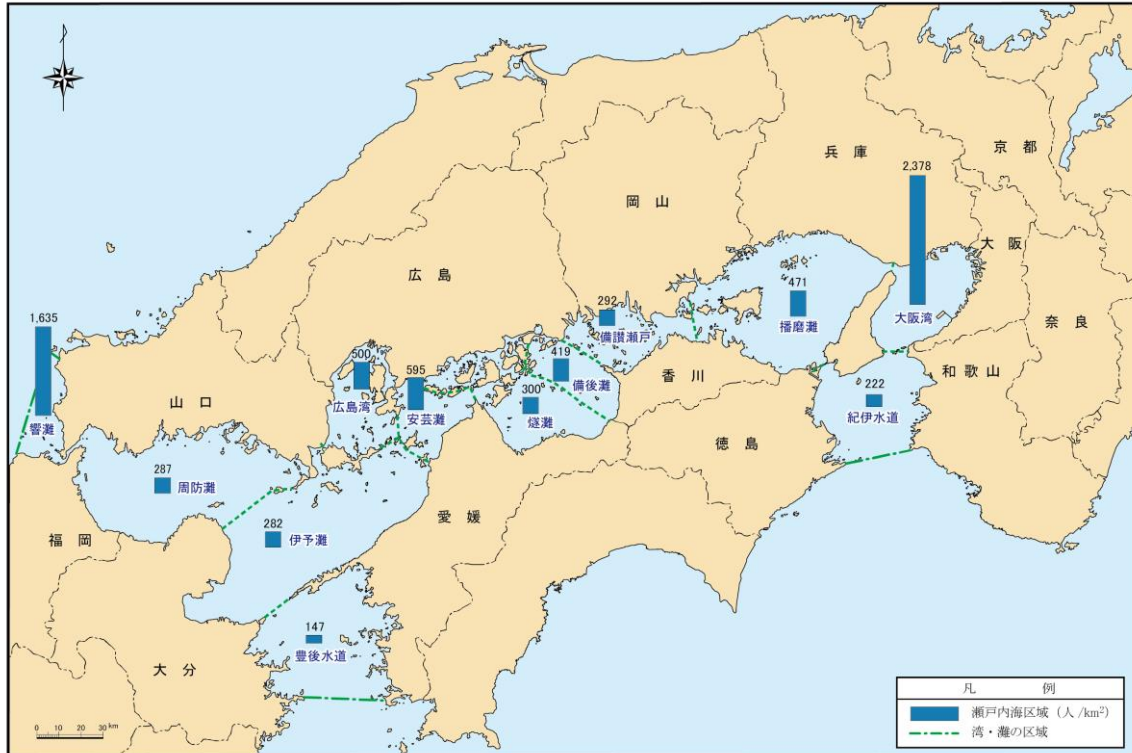 兵庫
京都
2,378
岡山
大阪
広島
471
大阪湾
奈良
1,635
292
播磨灘
備讃瀬戸
500
595
419
香川
222
和歌山
300
備後灘
山口
広島湾
安芸灘
燧灘
紀伊水道
響灘
徳島
287
周防灘
愛媛
282
伊予灘
福岡
147
豊後水道
大分
凡例
瀬戸内海区域（人/km²）
湾・灘の区域
0 10 20 30 km